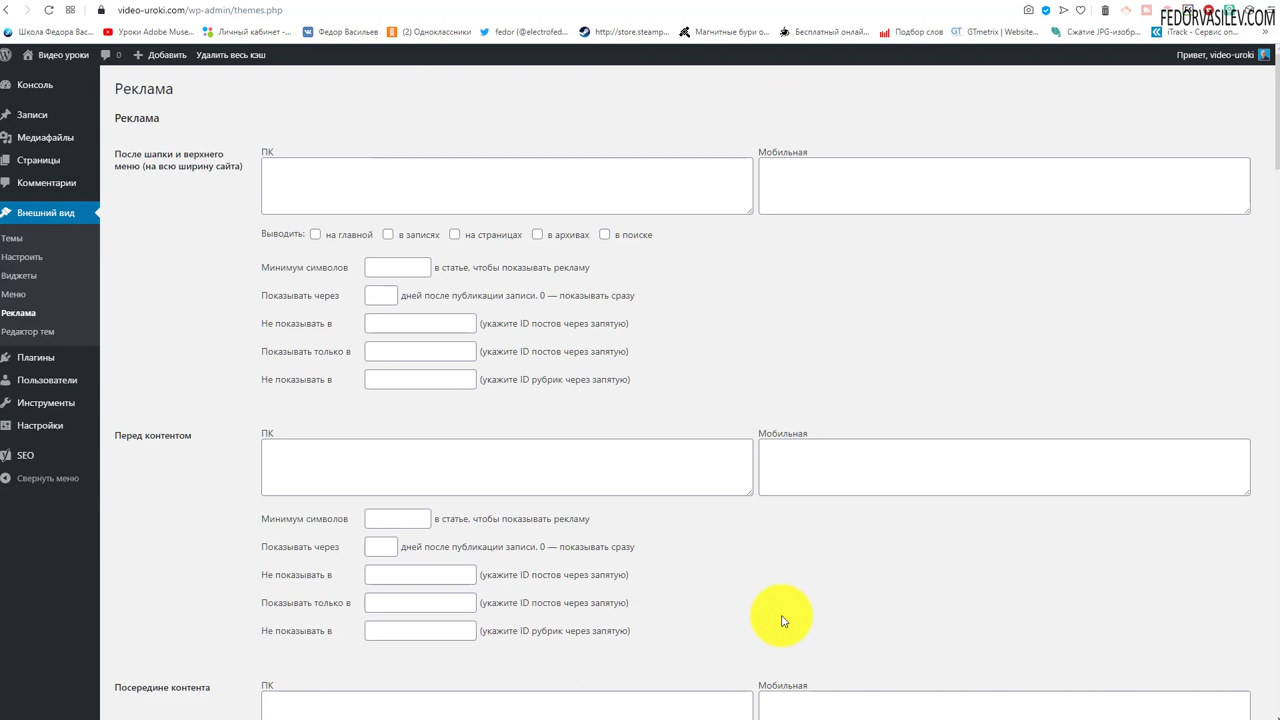 video-uroki.com/wp-admin/themes.php
FEDORVASILEV.COM
Школа Федора Вас...
Уроки Adobe Muse...
Личный кабинет -...
Федор Васильев
(2) Одноклассники
fedor (@electrofed...
http://store.steamp...
Магнитные бури о...
Бесплатный онлай...
Подбор слов
GTmetrix | Website...
Сжатие JPG-изобр...
iTrack - Сервис оп...
Видео уроки
0
Добавить
Удалить весь кэш
Привет, video-uroki
Консоль
Записи
Медиафайлы
Страницы
Комментарии
Внешний вид
Темы
Настроить
Виджеты
Меню
Реклама
Редактор тем
Плагины
Пользователи
Инструменты
Настройки
SEO
Свернуть меню
Реклама
Реклама
После шапки и верхнего
меню (на всю ширину сайта)
ПК
Мобильная
Выводить: на главной в записях на страницах в архивах в поиске
Минимум символов в статье, чтобы показывать рекламу
Показывать через дней после публикации записи. 0 — показывать сразу
Не показывать в (укажите ID постов через запятую)
Показывать только в (укажите ID постов через запятую)
Не показывать в (укажите ID рубрик через запятую)
Перед контентом
ПК
Мобильная
Минимум символов в статье, чтобы показывать рекламу
Показывать через дней после публикации записи. 0 — показывать сразу
Не показывать в (укажите ID постов через запятую)
Показывать только в (укажите ID постов через запятую)
Не показывать в (укажите ID рубрик через запятую)
Посередине контента
ПК
Мобильная